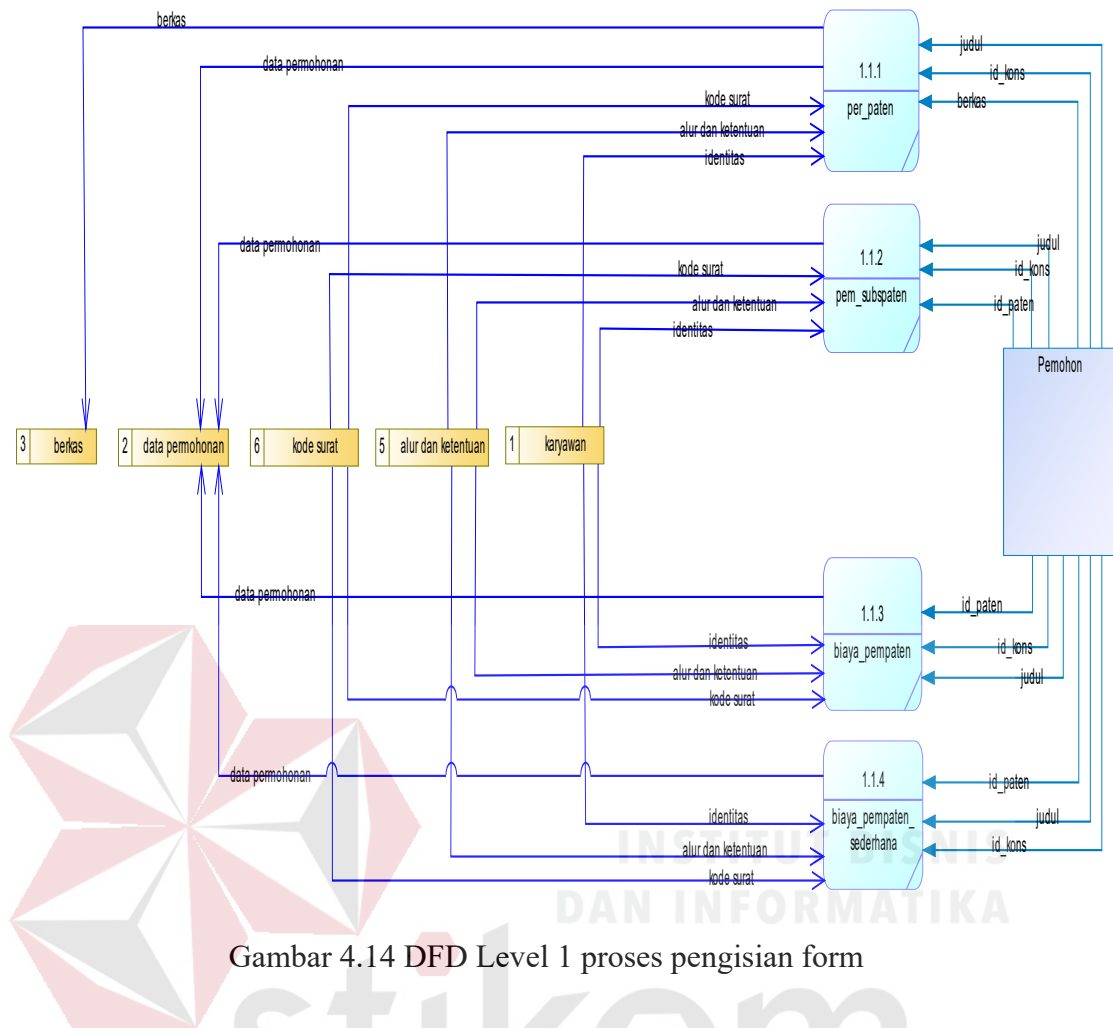 berkas
data permohonan
kode surat
alur dan ketentuan
identitas
1.1.1
per_paten
judul
id_kons
berkas
data permohonan
kode surat
alur dan ketentuan
identitas
1.1.2
pem_subspaten
judul
id_kons
id_paten
Pemohon
3 berkas
2 data permohonan
6 kode surat
5 alur dan ketentuan
1 karyawan
data permohonan
identitas
alur dan ketentuan
kode surat
1.1.3
biaya_pempaten
id_paten
id_kons
judul
data permohonan
identitas
alur dan ketentuan
kode surat
1.1.4
biaya_pempaten_
sederhana
id_paten
judul
id_kons
INSTITUT BISNIS
DAN INFORMATIKA
Gambar 4.14 DFD Level 1 proses pengisian form
stikom